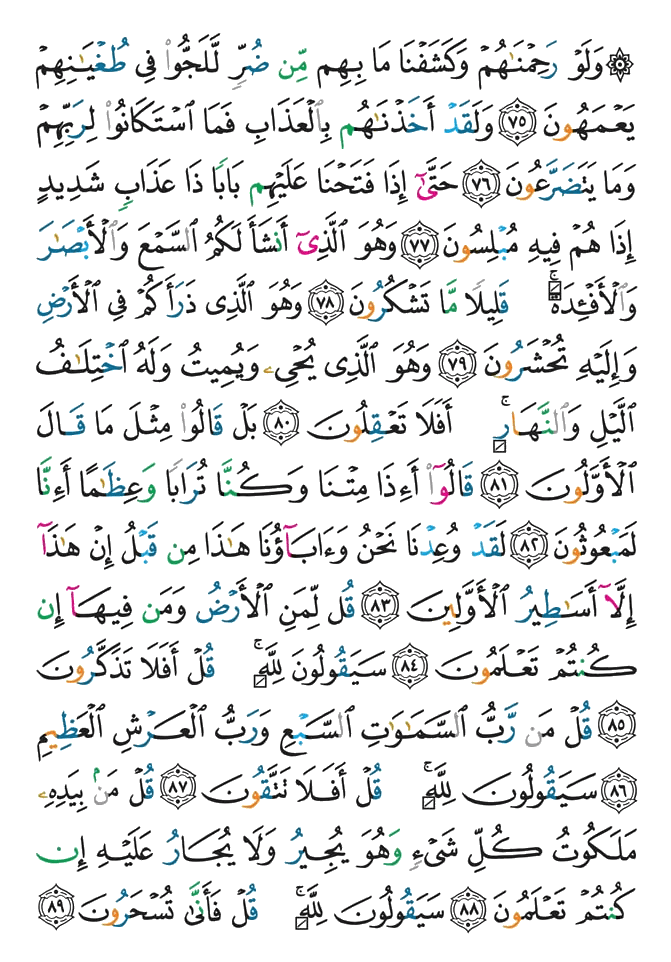 ۞ وَلَوْ رَحِمْنَٰهُمْ وَكَشَفْنَا مَا بِهِم مِّن ضُرٍّ لَّلَجُّوا۟ فِى طُغْيَٰنِهِمْ
يَعْمَهُونَ ﴿٧٥﴾ وَلَقَدْ أَخَذْنَٰهُم بِٱلْعَذَابِ فَمَا ٱسْتَكَانُوا۟ لِرَبِّهِمْ
وَمَا يَتَضَرَّعُونَ ﴿٧٦﴾ حَتَّىٰٓ إِذَا فَتَحْنَا عَلَيْهِم بَابًا ذَا عَذَابٍ شَدِيدٍ
إِذَا هُمْ فِيهِ مُبْلِسُونَ ﴿٧٧﴾ وَهُوَ ٱلَّذِىٓ أَنشَأَ لَكُمُ ٱلسَّمْعَ وَٱلْأَبْصَٰرَ
وَٱلْأَفْـِٔدَةَ ۚ قَلِيلًا مَّا تَشْكُرُونَ ﴿٧٨﴾ وَهُوَ ٱلَّذِى ذَرَأَكُمْ فِى ٱلْأَرْضِ
وَإِلَيْهِ تُحْشَرُونَ ﴿٧٩﴾ وَهُوَ ٱلَّذِى يُحْىِۦ وَيُمِيتُ وَلَهُ ٱخْتِلَٰفُ
ٱلَّيْلِ وَٱلنَّهَارِ ۚ أَفَلَا تَعْقِلُونَ ﴿٨٠﴾ بَلْ قَالُوا۟ مِثْلَ مَا قَالَ
ٱلْأَوَّلُونَ ﴿٨١﴾ قَالُوٓا۟ أَءِذَا مِتْنَا وَكُنَّا تُرَابًا وَعِظَٰمًا أَءِنَّا
لَمَبْعُوثُونَ ﴿٨٢﴾ لَقَدْ وُعِدْنَا نَحْنُ وَءَابَآؤُنَا هَٰذَا مِن قَبْلُ إِنْ هَٰذَآ
إِلَّآ أَسَٰطِيرُ ٱلْأَوَّلِينَ ﴿٨٣﴾ قُل لِّمَنِ ٱلْأَرْضُ وَمَن فِيهَآ إِن
كُنتُمْ تَعْلَمُونَ ﴿٨٤﴾ سَيَقُولُونَ لِلَّهِ ۚ قُلْ أَفَلَا تَذَكَّرُونَ
﴿٨٥﴾ قُلْ مَن رَّبُّ ٱلسَّمَٰوَٰتِ ٱلسَّبْعِ وَرَبُّ ٱلْعَرْشِ ٱلْعَظِيمِ
﴿٨٦﴾ سَيَقُولُونَ لِلَّهِ ۚ قُلْ أَفَلَا تَتَّقُونَ ﴿٨٧﴾ قُلْ مَنۢ بِيَدِهِۦ
مَلَكُوتُ كُلِّ شَىْءٍ وَهُوَ يُجِيرُ وَلَا يُجَارُ عَلَيْهِ إِن
كُنتُمْ تَعْلَمُونَ ﴿٨٨﴾ سَيَقُولُونَ لِلَّهِ ۚ قُلْ فَأَنَّىٰ تُسْحَرُونَ ﴿٨٩﴾